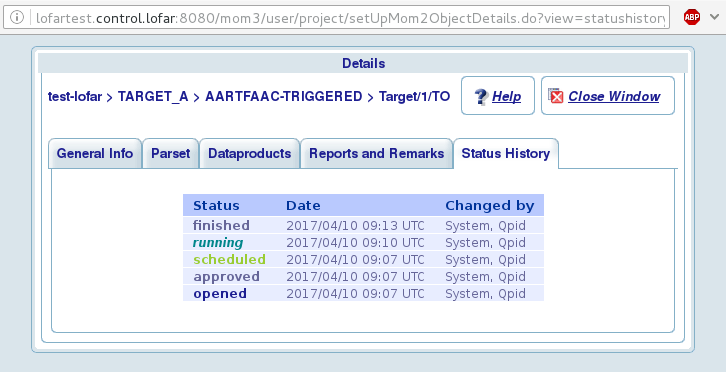 lofartest.control.lofar:8080/mom3/user/project/setUpMom2ObjectDetails.do?view=statushistory
ABP
Details
test-lofar > TARGET_A > AARTFAAC-TRIGGERED > Target/1/TO
? Help
Close Window
General Info Parset Dataproducts Reports and Remarks Status History
Status Date Changed by
finished 2017/04/10 09:13 UTC System, Qpid
running 2017/04/10 09:10 UTC System, Qpid
scheduled 2017/04/10 09:07 UTC System, Qpid
approved 2017/04/10 09:07 UTC System, Qpid
opened 2017/04/10 09:07 UTC System, Qpid